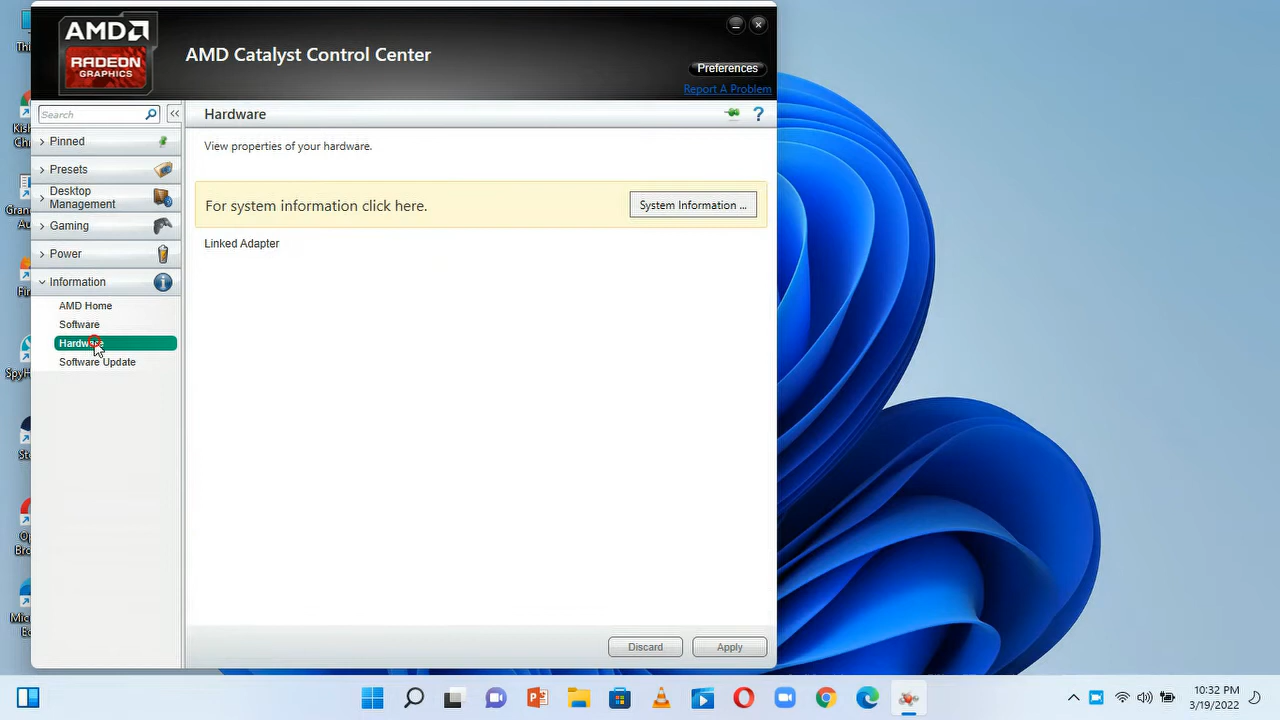 AMD
RADEON
GRAPHICS
AMD Catalyst Control Center
Preferences
Report A Problem
Search
<<
Hardware
?
Pinned
Presets
Desktop
Management
Gaming
Power
Information
AMD Home
Software
Hardware
Software Update
View properties of your hardware.
For system information click here.
System Information ...
Linked Adapter
Discard
Apply
10:32 PM
3/19/2022